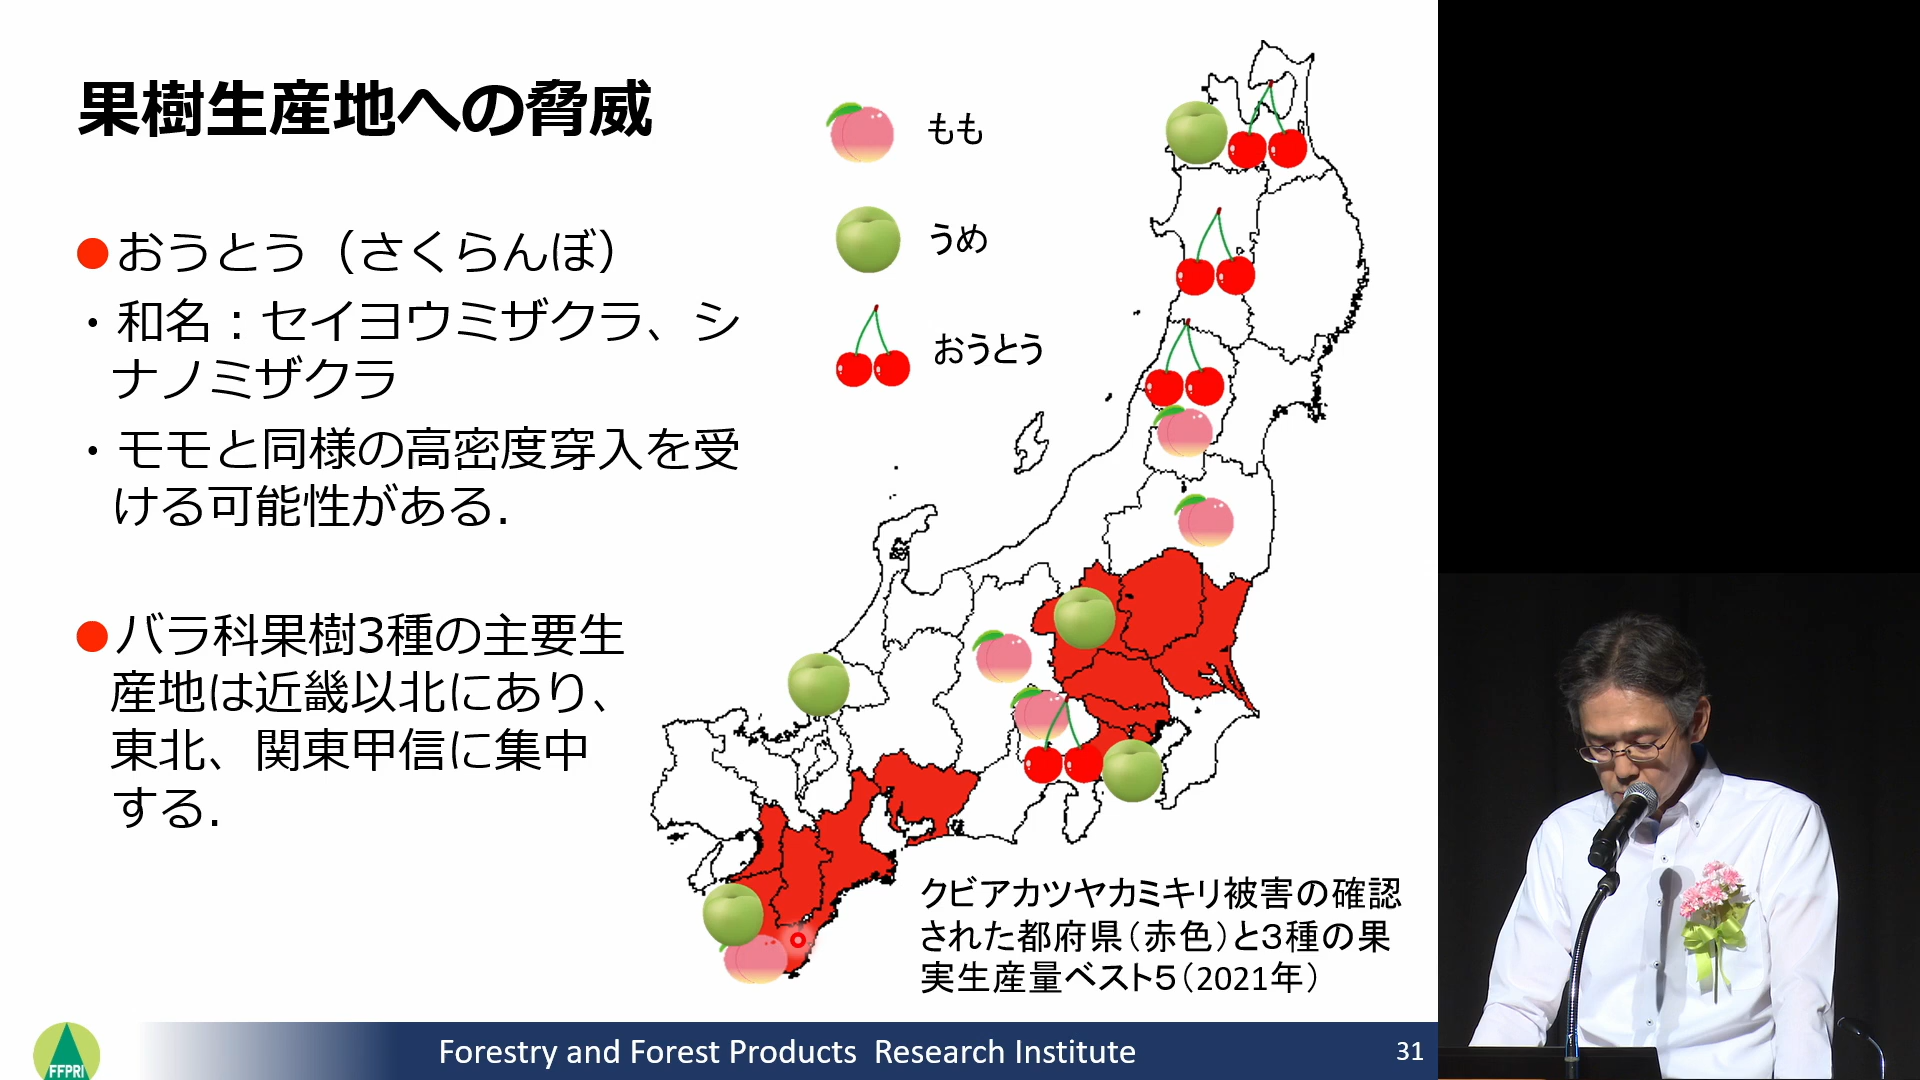 果樹生産地への脅威
●おうとう（さくらんぼ）
・和名：セイヨウミザクラ、シ
ナノミザクラ
・モモと同様の高密度穿入を受
ける可能性がある．
●バラ科果樹3種の主要生
産地は近畿以北にあり、
東北、関東甲信に集中
する．
もも
うめ
おうとう
クビアカツヤカミキリ被害の確認
された都府県（赤色）と３種の果
実生産量ベスト５（2021年）
FFPRI
Forestry and Forest Products Research Institute
31